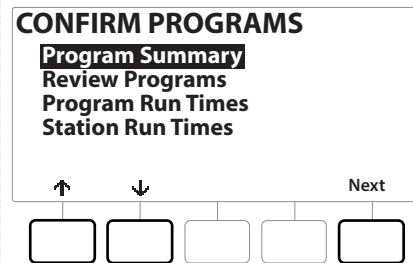 CONFIRM PROGRAMS
Program Summary
Review Programs
Program Run Times
Station Run Times
Next